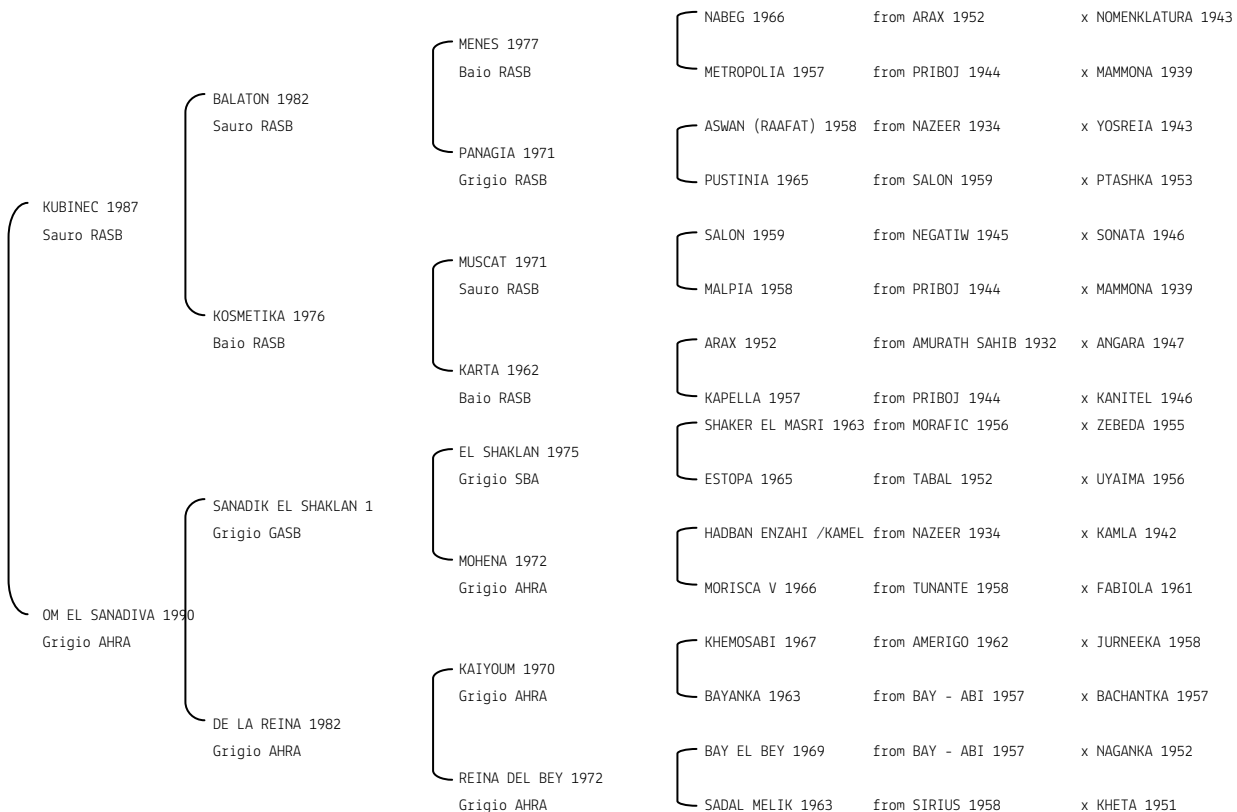 NABEG 1966 from ARAX 1952 x NOMENKLATURA 1943
MENES 1977
Baio RASB
METROPOLIA 1957 from PRIBOJ 1944 x MAMMONA 1939
BALATON 1982
Sauro RASB
ASWAN (RAAFAT) 1958 from NAZEER 1934 x YOSREIA 1943
PANAGIA 1971
Grigio RASB
PUSTINIA 1965 from SALON 1959 x PTASHKA 1953
KUBINEC 1987
Sauro RASB
SALON 1959 from NEGATIW 1945 x SONATA 1946
MUSCAT 1971
Sauro RASB
MALPIA 1958 from PRIBOJ 1944 x MAMMONA 1939
KOSMETIKA 1976
Baio RASB
ARAX 1952 from AMURATH SAHIB 1932 x ANGARA 1947
KARTA 1962
Baio RASB
KAPELLA 1957 from PRIBOJ 1944 x KANITEL 1946
SHAKER EL MASRI 1963 from MORAFIC 1956 x ZEBEDA 1955
EL SHAKLAN 1975
Grigio SBA
ESTOPA 1965 from TABAL 1952 x UYAIMA 1956
SANADIK EL SHAKLAN 1
Grigio GASB
HADBAN ENZAHI /KAMEL from NAZEER 1934 x KAMLA 1942
MOHENA 1972
Grigio AHRA
MORISCA V 1966 from TUNANTE 1958 x FABIOLA 1961
OM EL SANADIVA 1990
Grigio AHRA
KHEMOSABI 1967 from AMERIGO 1962 x JURNEEKA 1958
KAIYOUM 1970
Grigio AHRA
BAYANKA 1963 from BAY - ABI 1957 x BACHANTKA 1957
DE LA REINA 1982
Grigio AHRA
BAY EL BEY 1969 from BAY - ABI 1957 x NAGANKA 1952
REINA DEL BEY 1972
Grigio AHRA
SADAL MELIK 1963 from SIRIUS 1958 x KHETA 1951